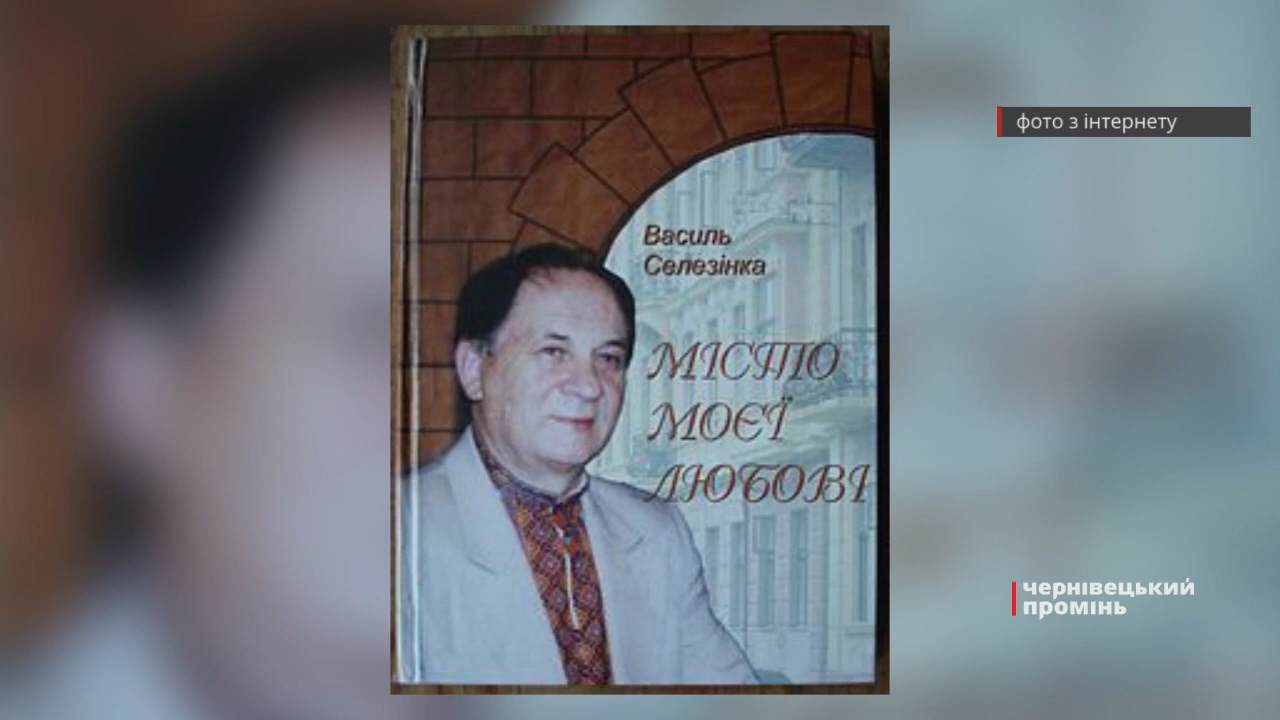 фото з інтернету
Василь
Селезінка
МІСТО
МОЄЇ
ЛЮБОВІ
чернівецький
промінь